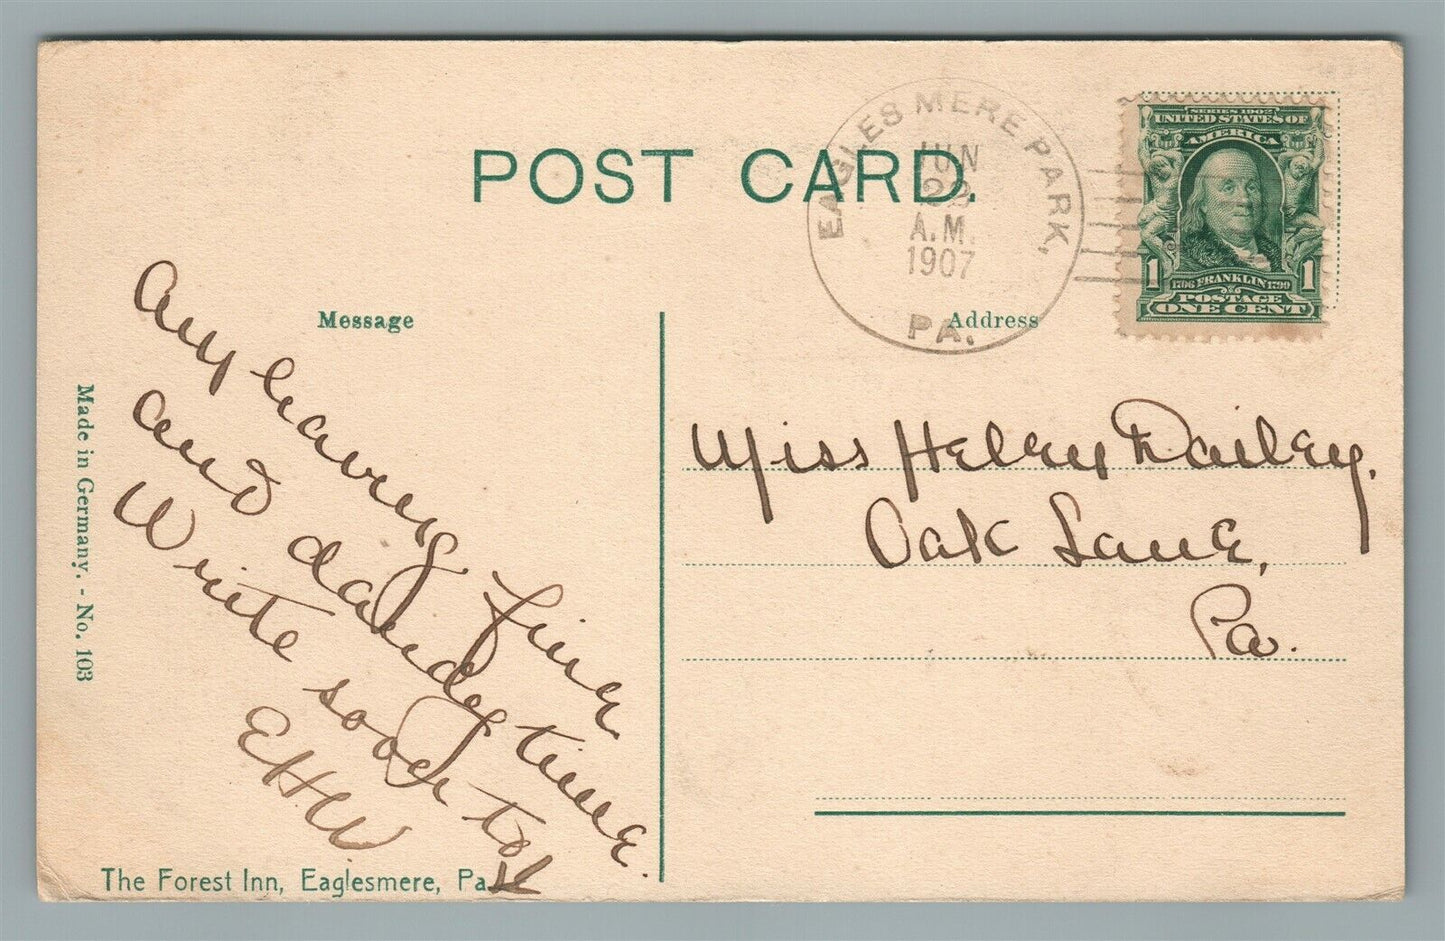 POST CARD.
EAGLES MERE PARK,
JUN
A.M.
1907
PA.
SERIES 1902
UNITED STATES OF
AMERICA
1 1706 FRANKLIN 1790 1
POSTAGE
ONE CENT
Message
Address
Am having fine
and dandy time.
Write soon to
EHW
Miss Helen Dailey.
Oak Lane,
Pa.
Made in Germany. - No. 103
The Forest Inn, Eaglesmere, Pa.